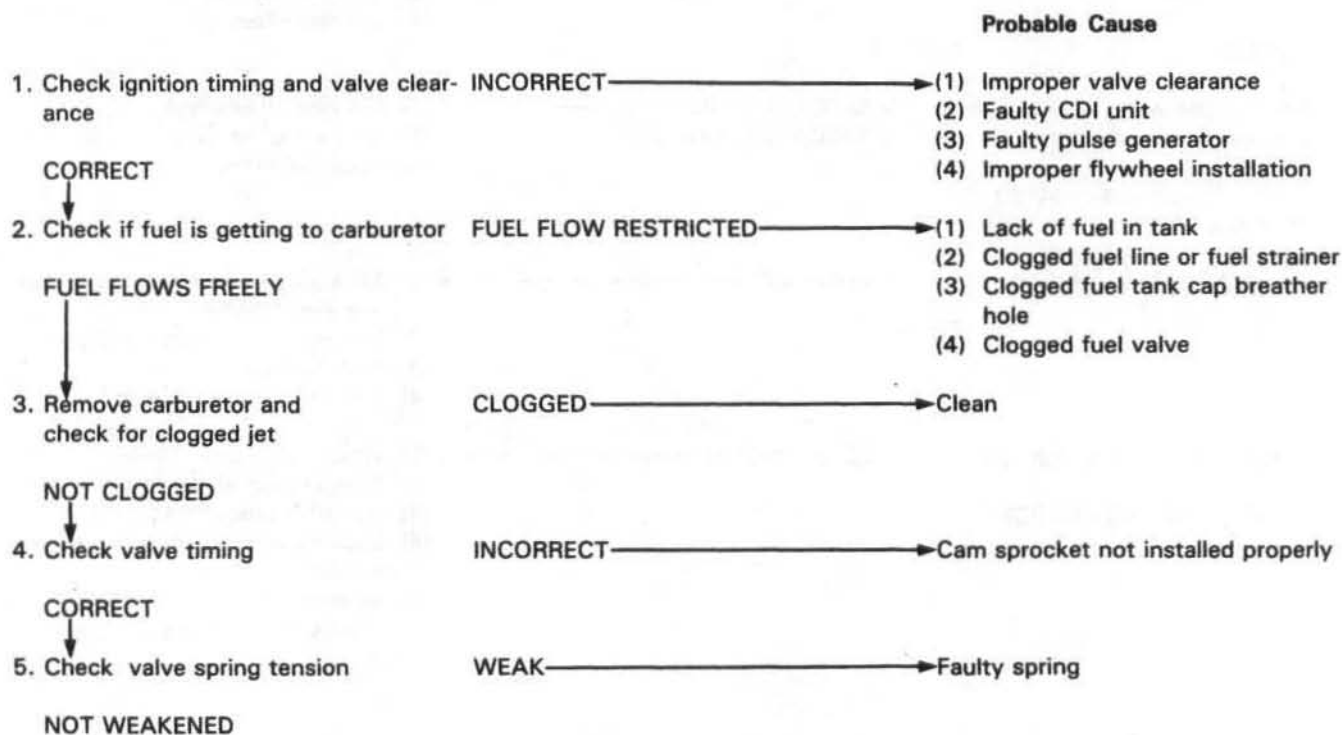 Probable Cause
1. Check ignition timing and valve clear- INCORRECT (1) Improper valve clearance
ance (2) Faulty CDI unit
(3) Faulty pulse generator
CORRECT (4) Improper flywheel installation
2. Check if fuel is getting to carburetor FUEL FLOW RESTRICTED (1) Lack of fuel in tank
(2) Clogged fuel line or fuel strainer
FUEL FLOWS FREELY (3) Clogged fuel tank cap breather
hole
(4) Clogged fuel valve
3. Remove carburetor and CLOGGED Clean
check for clogged jet
NOT CLOGGED
4. Check valve timing INCORRECT Cam sprocket not installed properly
CORRECT
5. Check valve spring tension WEAK Faulty spring
NOT WEAKENED